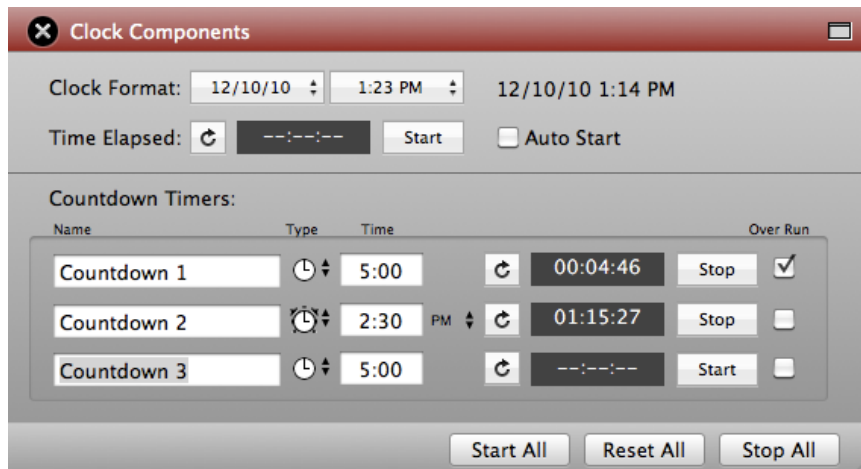 Clock Components
Clock Format: 12/10/10 1:23 PM 12/10/10 1:14 PM
Time Elapsed: --:--:-- Start Auto Start
Countdown Timers:
Name Type Time Over Run
Countdown 1 5:00 00:04:46 Stop
Countdown 2 2:30 PM 01:15:27 Stop
Countdown 3 5:00 --:--:-- Start
Start All Reset All Stop All